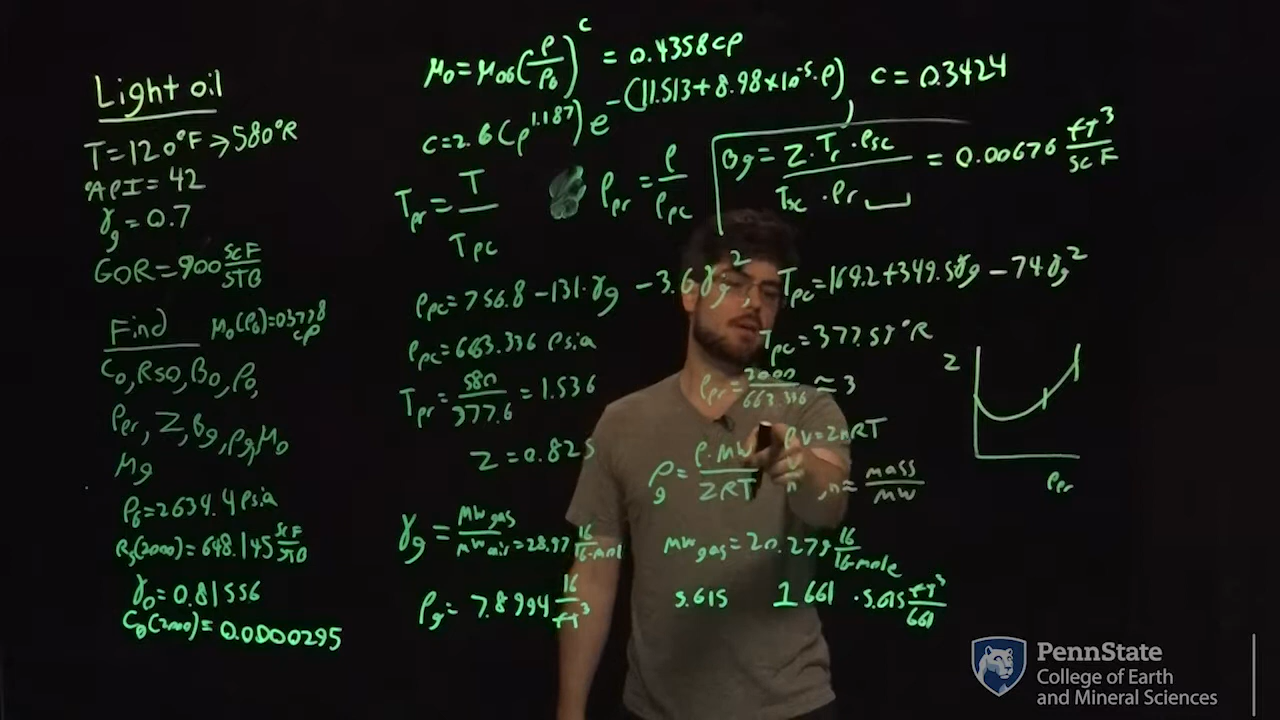 Light oil
T=120°F→580°R
API=42
γg=0.7
GOR=900 SCF/STB
Find μo(Pb)=0.3778 cP
Co, Rso, Bo, ρo,
Ppr, Z, Bg, ρg, μo
μg
Pb=2634.4 Psia
Rs(2000)=648.145 SCF/STB
γo=0.81556
Co(2000)=0.0000295
μo=μob(P/Pb)^c = 0.4358 cP
C=2.6(P^1.187)e^-(11.513+8.98×10^-5·P) C=0.3424
Tpr=T/Tpc Ppr=P/Ppc Bg=Z·Tr·Psc/Tsc·Pr = 0.00676 ft³/SCF
Ppc=756.8-131·γg-3.6γg², Tpc=169.2+349.5γg-74γg²
Ppc=663.336 Psia Tpc=377.59°R
Tpr=580/377.6=1.536 Ppr=2000/663.336≈3
Z
Ppr
Z=0.825 ρg=P·MW/ZRT PV=ZnRT
V/n, n≈mass/MW
γg=MWgas/MWair=28.97 lb/lb·mol MWgas=20.279 lb/lb·mole
ρg=7.8994 lb/ft³ 5.615 1 bbl ·5.615 ft³/bbl
PennState
College of Earth
and Mineral Sciences